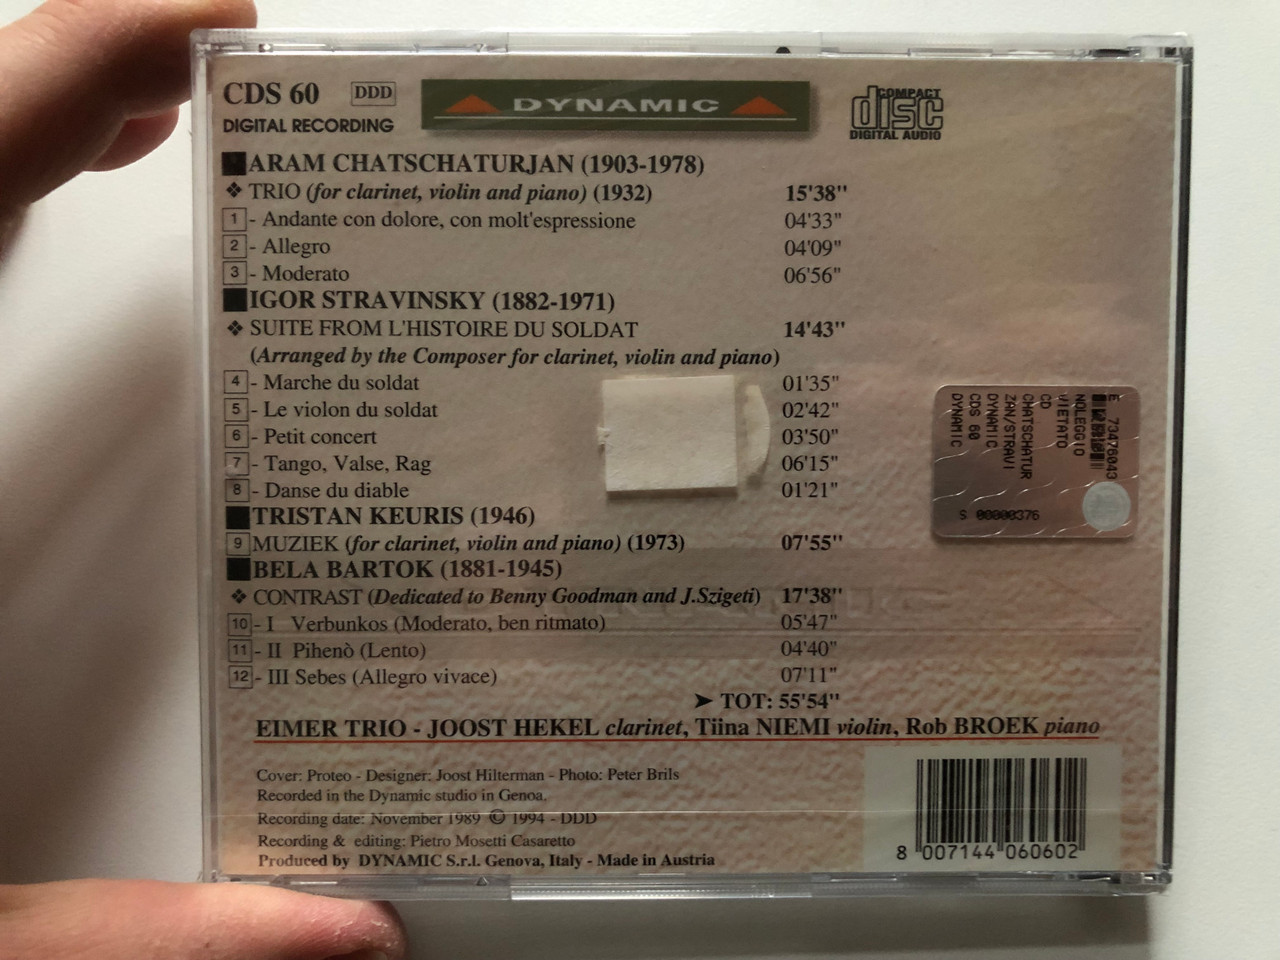 CDS 60 DDD DYNAMIC COMPACT disc DIGITAL AUDIO
DIGITAL RECORDING
ARAM CHATSCHATURJAN (1903-1978)
❖ TRIO (for clarinet, violin and piano) (1932) 15'38''
1 - Andante con dolore, con molt'espressione 04'33"
2 - Allegro 04'09"
3 - Moderato 06'56"
IGOR STRAVINSKY (1882-1971)
❖ SUITE FROM L'HISTOIRE DU SOLDAT 14'43''
(Arranged by the Composer for clarinet, violin and piano)
4 - Marche du soldat 01'35"
5 - Le violon du soldat 02'42"
6 - Petit concert 03'50"
7 - Tango, Valse, Rag 06'15"
8 - Danse du diable 01'21"
TRISTAN KEURIS (1946)
9 MUZIEK (for clarinet, violin and piano) (1973) 07'55''
BELA BARTOK (1881-1945)
❖ CONTRAST (Dedicated to Benny Goodman and J.Szigeti) 17'38''
10 - I Verbunkos (Moderato, ben ritmato) 05'47"
11 - II Pihenò (Lento) 04'40"
12 - III Sebes (Allegro vivace) 07'11"
➤ TOT: 55'54''
EIMER TRIO - JOOST HEKEL clarinet, Tiina NIEMI violin, Rob BROEK piano
Cover: Proteo - Designer: Joost Hilterman - Photo: Peter Brils
Recorded in the Dynamic studio in Genoa.
Recording date: November 1989 © 1994 - DDD
Recording & editing: Pietro Mosetti Casaretto
Produced by DYNAMIC S.r.l. Genova, Italy - Made in Austria
8 007144 060602
E 73476043
NOLEGGIO
VIETATO
CD
CHATSCHATUR
ZAN/STRAVI
DYNAMIC
CDS 60
DYNAMIC
S 00000376